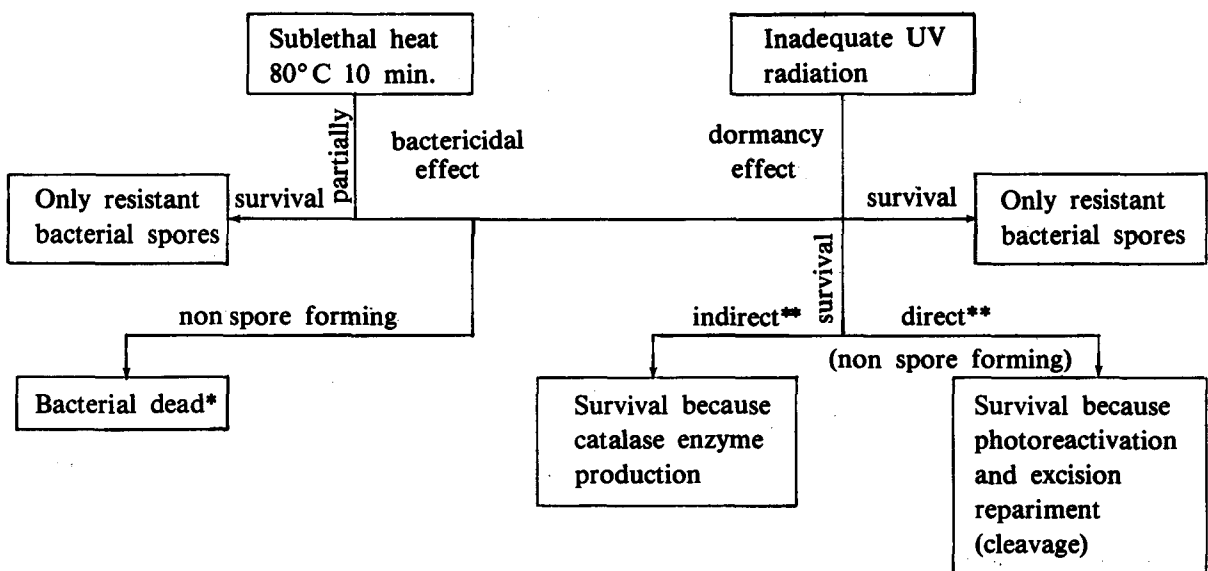 Sublethal heat
80°C 10 min.
Inadequate UV
radiation
partially
bactericidal
effect
dormancy
effect
Only resistant
bacterial spores
survival
survival
Only resistant
bacterial spores
survival
non spore forming
indirect**
direct**
(non spore forming)
Bacterial dead*
Survival because
catalase enzyme
production
Survival because
photoreactivation
and excision
repariment
(cleavage)